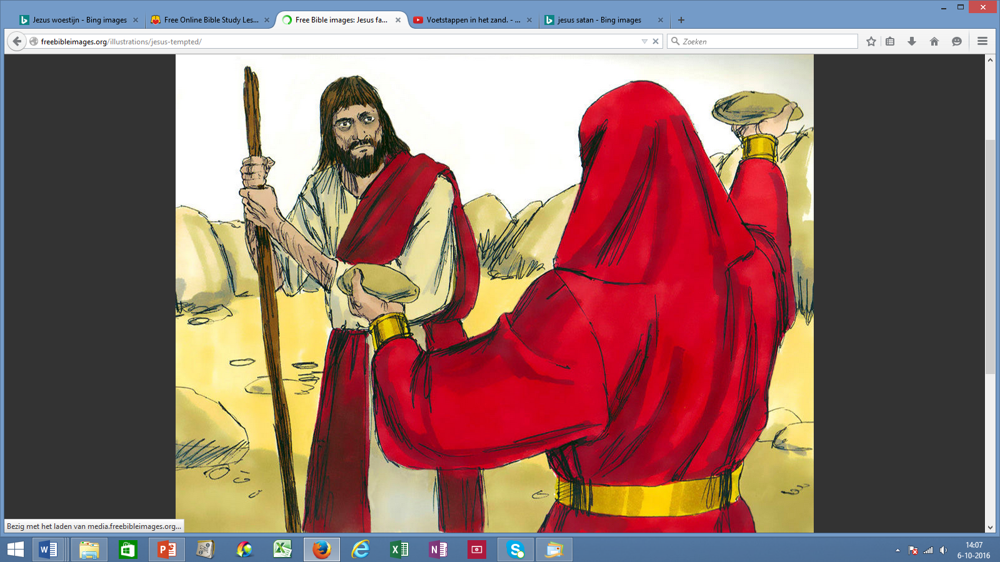 Jezus woestijn - Bing images
Free Online Bible Study Les...
Free Bible images: Jesus fa...
Voetstappen in het zand. - ...
jesus satan - Bing images
freebibleimages.org/illustrations/jesus-tempted/
Zoeken
Bezig met het laden van media.freebibleimages.org...
14:07
6-10-2016